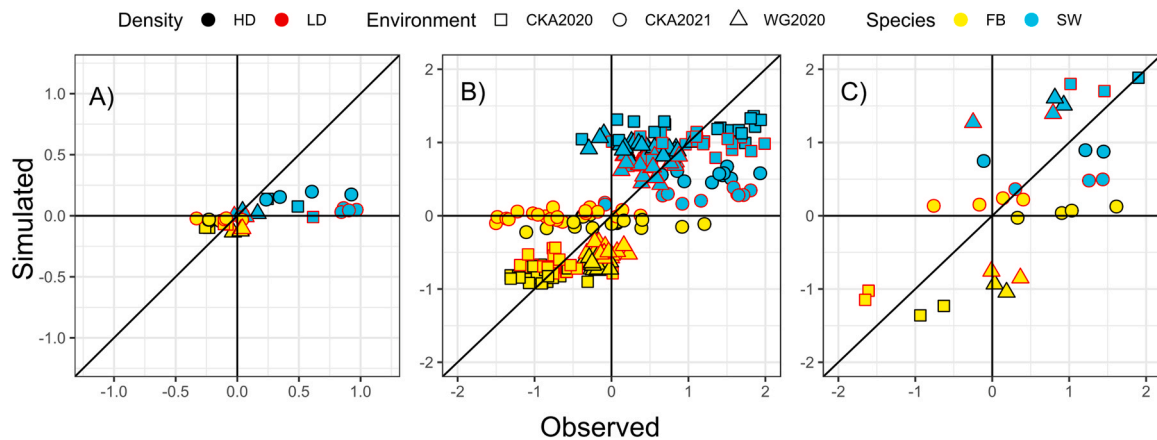 Density HD LD Environment CKA2020 CKA2021 WG2020 Species FB SW
A) B) C)
Simulated
1.0
0.5
0.0
-0.5
-1.0
-1.0 -0.5 0.0 0.5 1.0
2
1
0
-1
-2
-2 -1 0 1 2
2
1
0
-1
-2
-2 -1 0 1 2
Observed